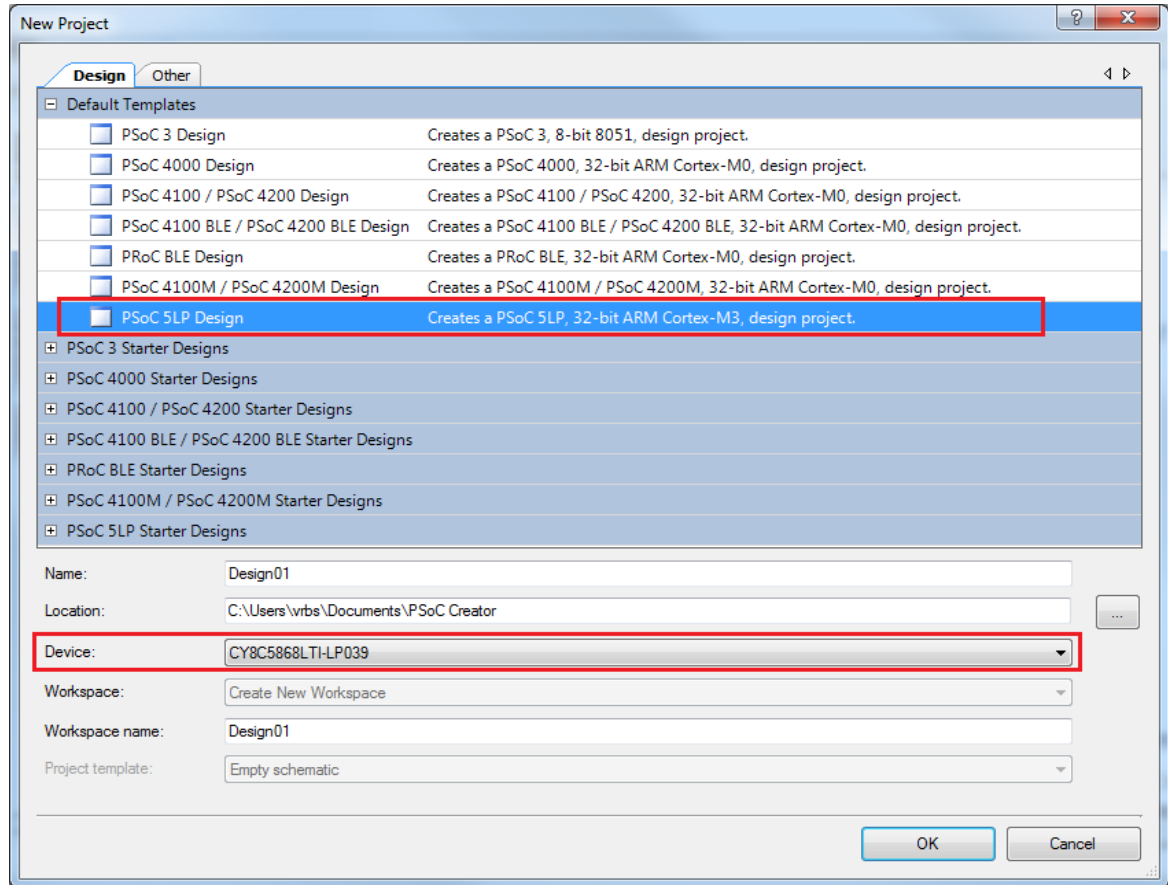 New Project
Design Other
Default Templates
PSoC 3 Design Creates a PSoC 3, 8-bit 8051, design project.
PSoC 4000 Design Creates a PSoC 4000, 32-bit ARM Cortex-M0, design project.
PSoC 4100 / PSoC 4200 Design Creates a PSoC 4100 / PSoC 4200, 32-bit ARM Cortex-M0, design project.
PSoC 4100 BLE / PSoC 4200 BLE Design Creates a PSoC 4100 BLE / PSoC 4200 BLE, 32-bit ARM Cortex-M0, design project.
PRoC BLE Design Creates a PRoC BLE, 32-bit ARM Cortex-M0, design project.
PSoC 4100M / PSoC 4200M Design Creates a PSoC 4100M / PSoC 4200M, 32-bit ARM Cortex-M0, design project.
PSoC 5LP Design Creates a PSoC 5LP, 32-bit ARM Cortex-M3, design project.
PSoC 3 Starter Designs
PSoC 4000 Starter Designs
PSoC 4100 / PSoC 4200 Starter Designs
PSoC 4100 BLE / PSoC 4200 BLE Starter Designs
PRoC BLE Starter Designs
PSoC 4100M / PSoC 4200M Starter Designs
PSoC 5LP Starter Designs
Name: Design01
Location: C:\Users\vrbs\Documents\PSoC Creator ...
Device: CY8C5868LTI-LP039
Workspace: Create New Workspace
Workspace name: Design01
Project template: Empty schematic
OK Cancel